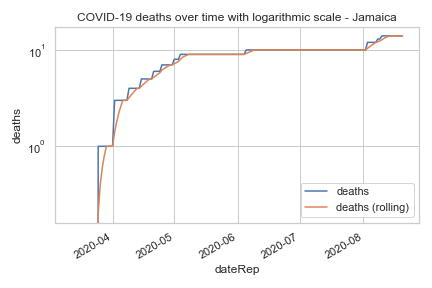 COVID-19 deaths over time with logarithmic scale - Jamaica
10¹
10⁰
deaths
deaths
deaths (rolling)
2020-04
2020-05
2020-06
2020-07
2020-08
dateRep